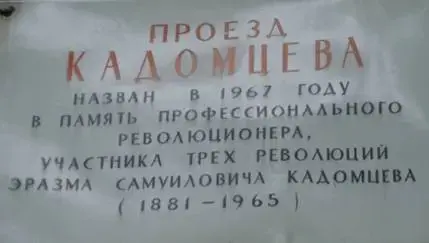 ПРОЕЗД
КАДОМЦЕВА
НАЗВАН В 1967 ГОДУ
В ПАМЯТЬ ПРОФЕССИОНАЛЬНОГО
РЕВОЛЮЦИОНЕРА,
УЧАСТНИКА ТРЕХ РЕВОЛЮЦИЙ
ЭРАЗМА САМУИЛОВИЧА КАДОМЦЕВА
(1881-1965)